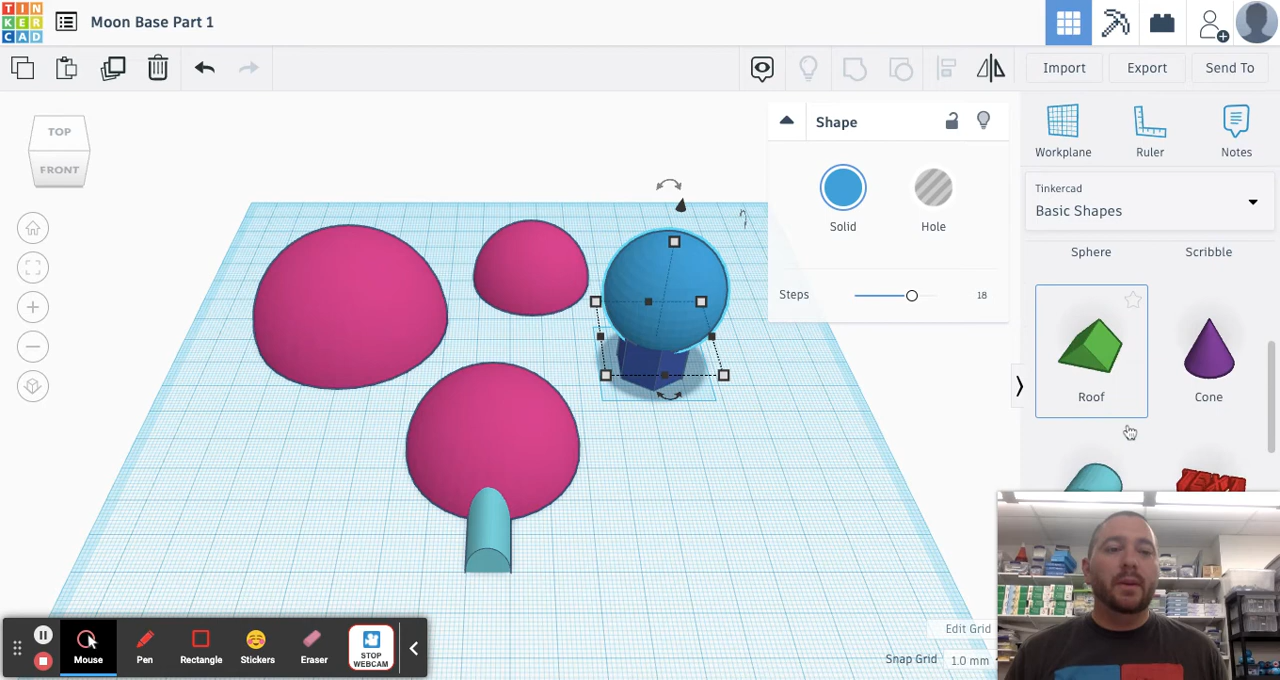 TIN
KER
CAD
Moon Base Part 1
Import
Export
Send To
TOP
FRONT
Shape
Solid
Hole
Steps
18
Workplane
Ruler
Notes
Tinkercad
Basic Shapes
Sphere
Scribble
Roof
Cone
TEXT
Edit Grid
Snap Grid
1.0 mm
Mouse
Pen
Rectangle
Stickers
Eraser
STOP
WEBCAM